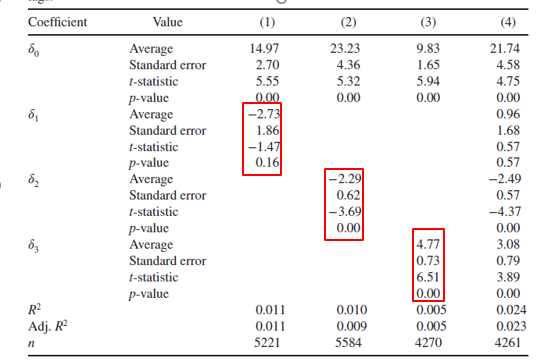 Coefficient Value (1) (2) (3) (4)
δ0 Average 14.97 23.23 9.83 21.74
Standard error 2.70 4.36 1.65 4.58
t-statistic 5.55 5.32 5.94 4.75
p-value 0.00 0.00 0.00 0.00
δ1 Average −2.73 0.96
Standard error 1.86 1.68
t-statistic −1.47 0.57
p-value 0.16 0.57
δ2 Average −2.29 −2.49
Standard error 0.62 0.57
t-statistic −3.69 −4.37
p-value 0.00 0.00
δ3 Average 4.77 3.08
Standard error 0.73 0.79
t-statistic 6.51 3.89
p-value 0.00 0.00
R² 0.011 0.010 0.005 0.024
Adj. R² 0.011 0.009 0.005 0.023
n 5221 5584 4270 4261